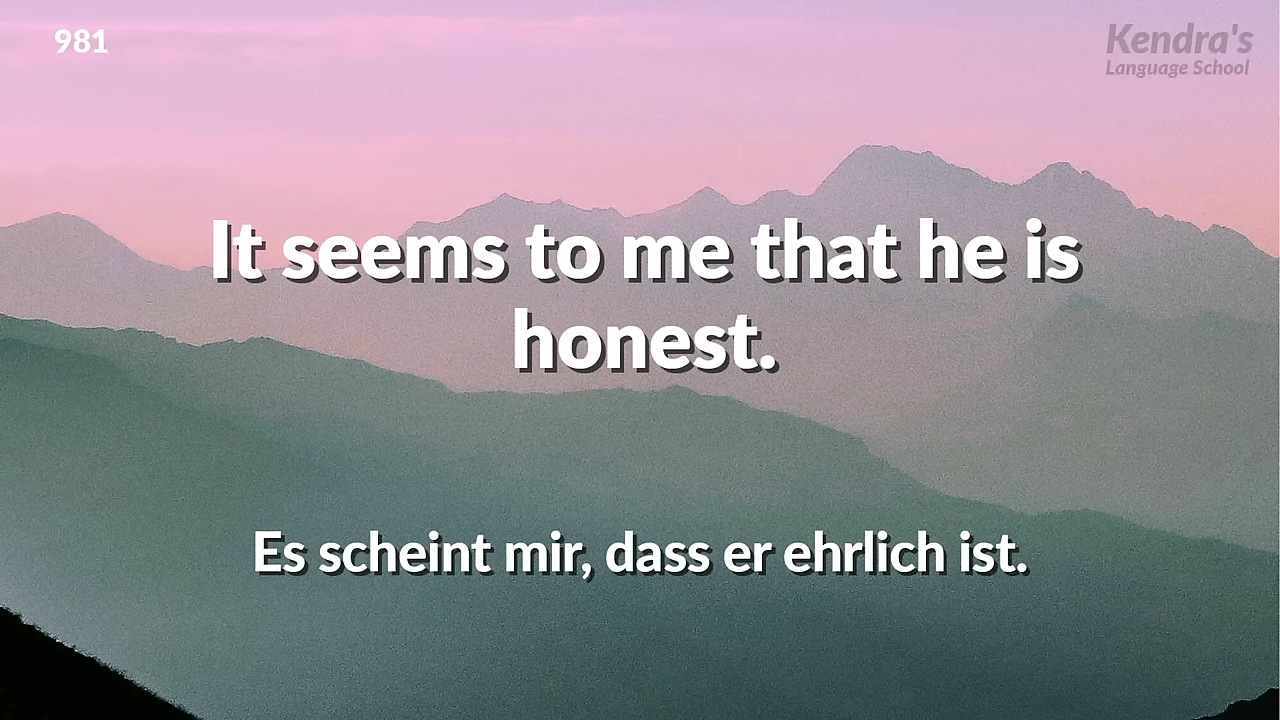 981
Kendra's
Language School
It seems to me that he is
honest.
Es scheint mir, dass er ehrlich ist.